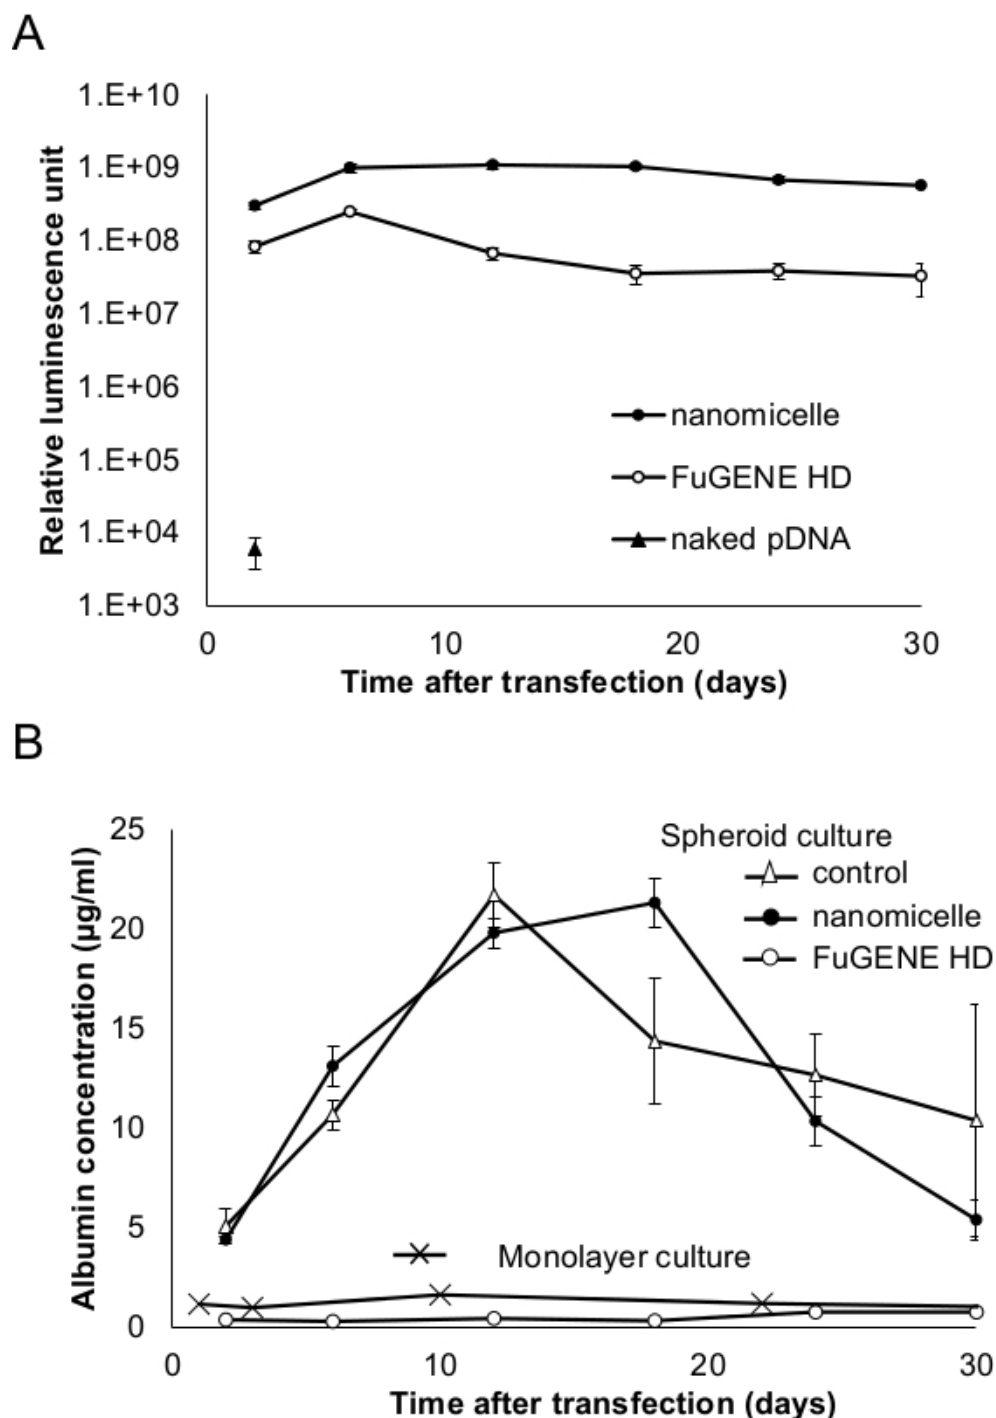 A
1.E+10
1.E+09
1.E+08
1.E+07
1.E+06
1.E+05
1.E+04
1.E+03
Relative luminescence unit
nanomicelle
FuGENE HD
naked pDNA
0 10 20 30
Time after transfection (days)
B
25
20
15
10
5
0
Albumin concentration (µg/ml)
Spheroid culture
control
nanomicelle
FuGENE HD
Monolayer culture
0 10 20 30
Time after transfection (days)